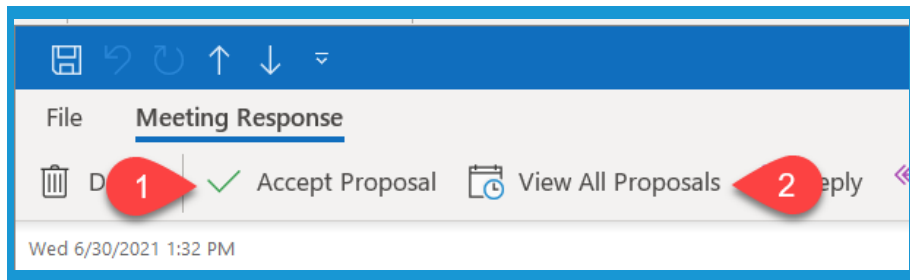 File Meeting Response
D 1 Accept Proposal View All Proposals 2 eply
Wed 6/30/2021 1:32 PM